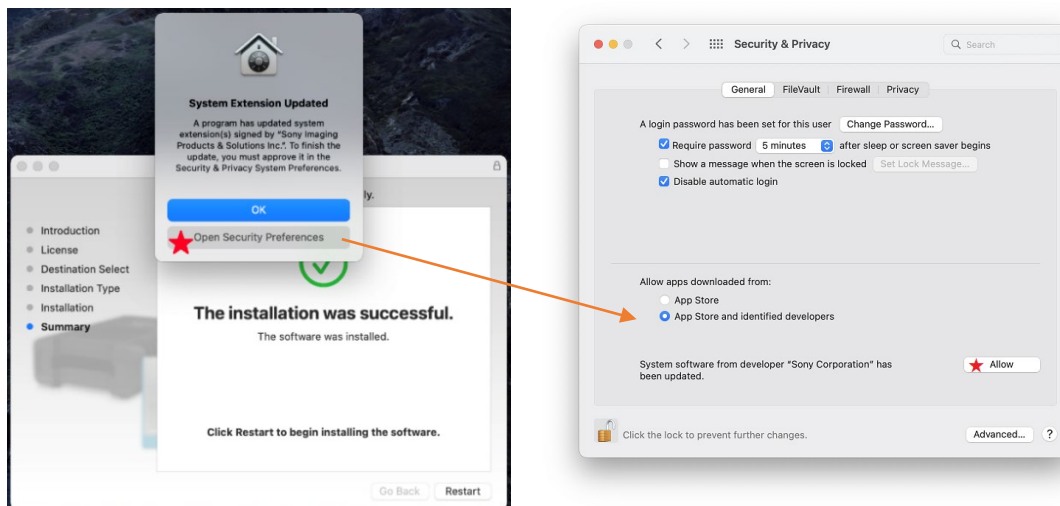 System Extension Updated
A program has updated system
extension(s) signed by "Sony Imaging
Products & Solutions Inc.". To finish the
update, you must approve it in the
Security & Privacy System Preferences.
OK
Open Security Preferences
ly.
Introduction
License
Destination Select
Installation Type
Installation
Summary
The installation was successful.
The software was installed.
Click Restart to begin installing the software.
Go Back
Restart
Security & Privacy
Search
General FileVault Firewall Privacy
A login password has been set for this user Change Password...
Require password 5 minutes after sleep or screen saver begins
Show a message when the screen is locked Set Lock Message...
Disable automatic login
Allow apps downloaded from:
App Store
App Store and identified developers
System software from developer "Sony Corporation" has
been updated.
Allow
Click the lock to prevent further changes.
Advanced...
?